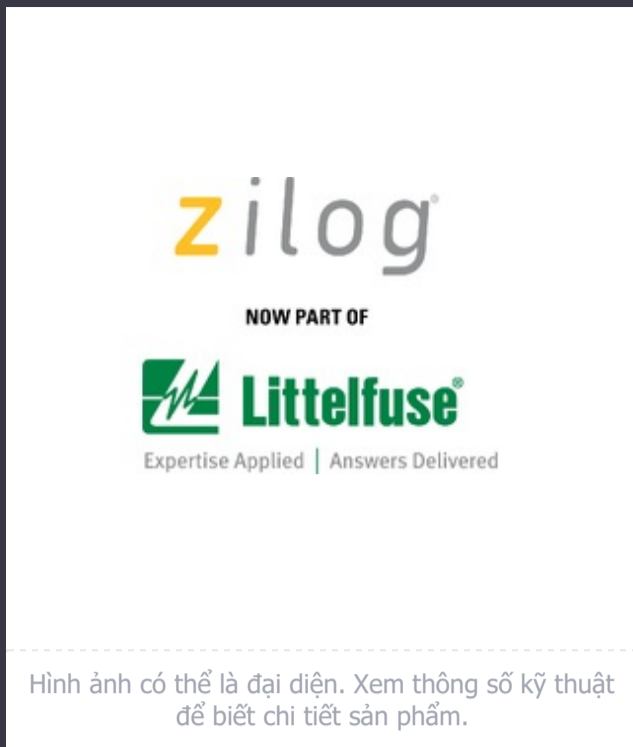 zilog®
NOW PART OF
Littelfuse®
Expertise Applied | Answers Delivered
Hình ảnh có thể là đại diện. Xem thông số kỹ thuật
để biết chi tiết sản phẩm.